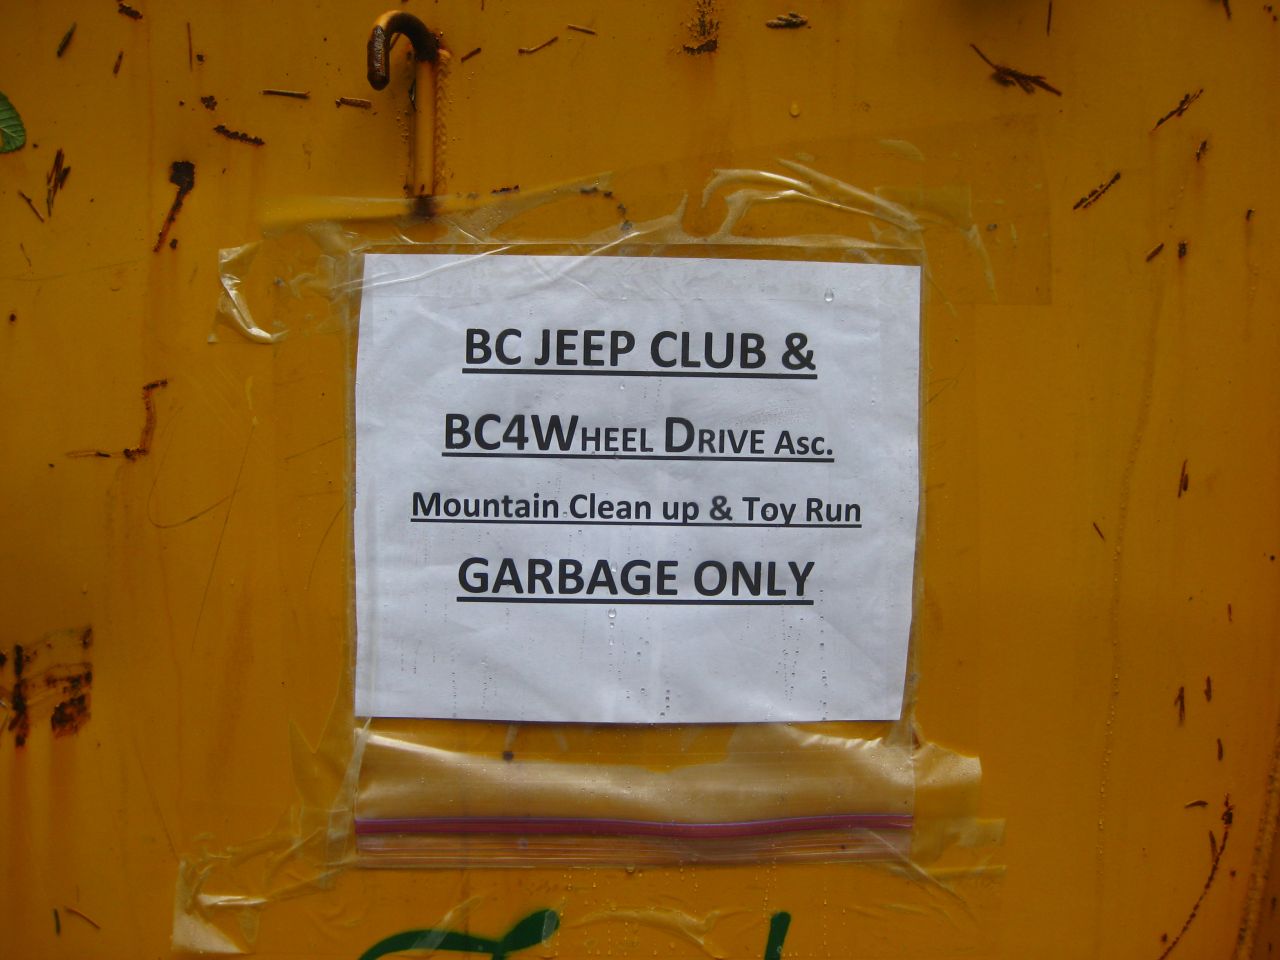 BC JEEP CLUB &
BC4WHEEL DRIVE ASC.
Mountain Clean up & Toy Run
GARBAGE ONLY